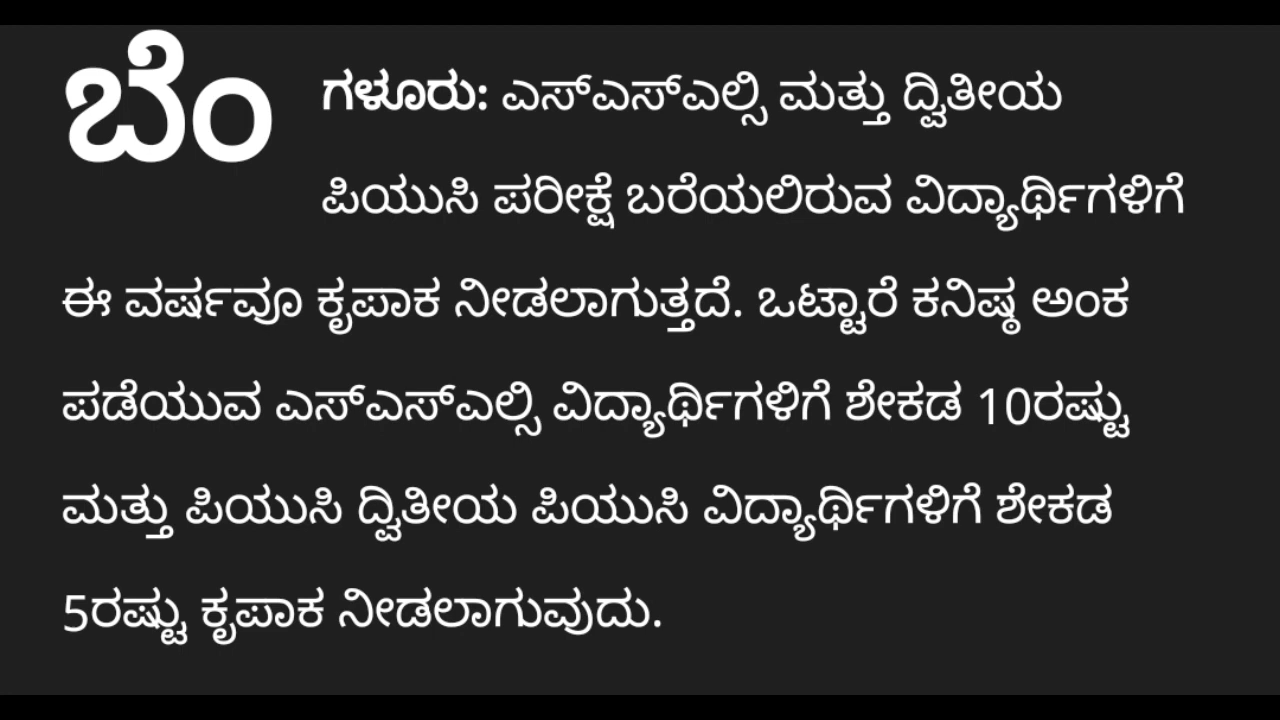 ಬೆಂ
ಗಳೂರು: ಎಸ್‌ಎಸ್‌ಎಲ್ಸಿ ಮತ್ತು ದ್ವಿತೀಯ
ಪಿಯುಸಿ ಪರೀಕ್ಷೆ ಬರೆಯಲಿರುವ ವಿದ್ಯಾರ್ಥಿಗಳಿಗೆ
ಈ ವರ್ಷವೂ ಕೃಪಾಕ ನೀಡಲಾಗುತ್ತದೆ. ಒಟ್ಟಾರೆ ಕನಿಷ್ಠ ಅಂಕ
ಪಡೆಯುವ ಎಸ್‌ಎಸ್‌ಎಲ್ಸಿ ವಿದ್ಯಾರ್ಥಿಗಳಿಗೆ ಶೇಕಡ 10ರಷ್ಟು
ಮತ್ತು ಪಿಯುಸಿ ದ್ವಿತೀಯ ಪಿಯುಸಿ ವಿದ್ಯಾರ್ಥಿಗಳಿಗೆ ಶೇಕಡ
5ರಷ್ಟು ಕೃಪಾಕ ನೀಡಲಾಗುವುದು.